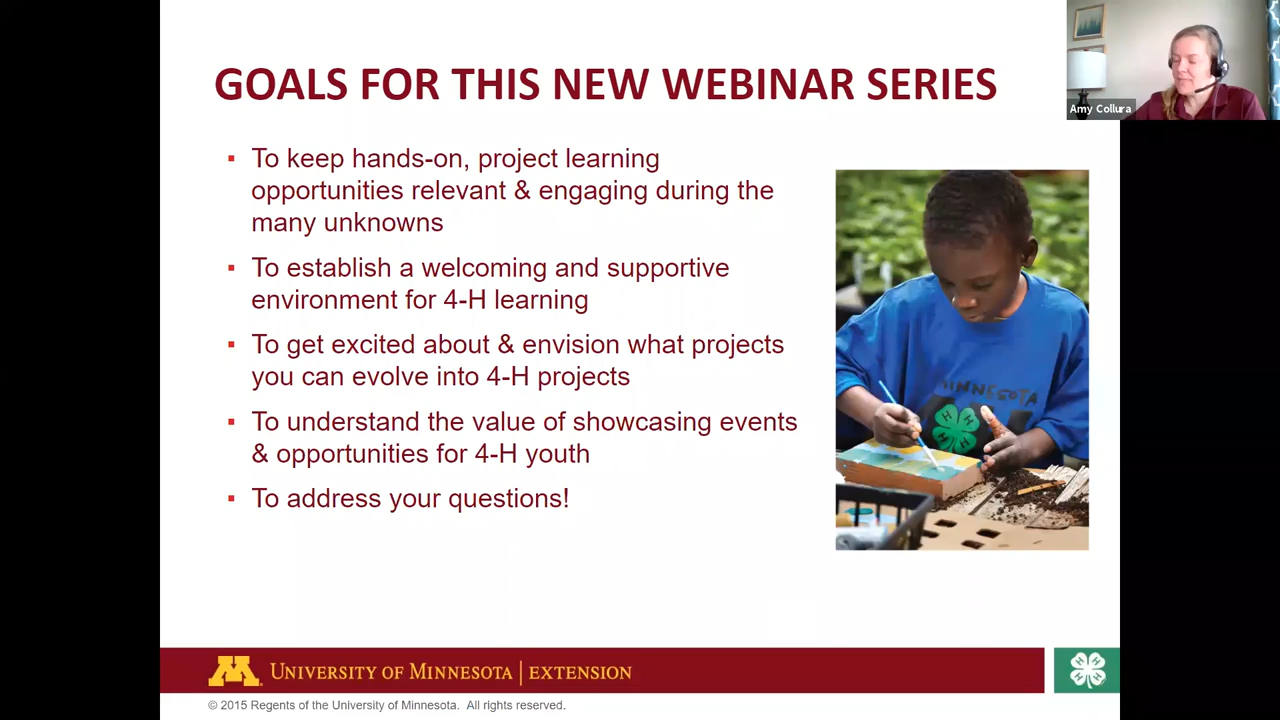 GOALS FOR THIS NEW WEBINAR SERIES
Amy Collura
▪ To keep hands-on, project learning
opportunities relevant & engaging during the
many unknowns
▪ To establish a welcoming and supportive
environment for 4-H learning
▪ To get excited about & envision what projects
you can evolve into 4-H projects
▪ To understand the value of showcasing events
& opportunities for 4-H youth
▪ To address your questions!
MINNESOTA
H H H H
M
UNIVERSITY OF MINNESOTA | EXTENSION
H H H H
© 2015 Regents of the University of Minnesota. All rights reserved.